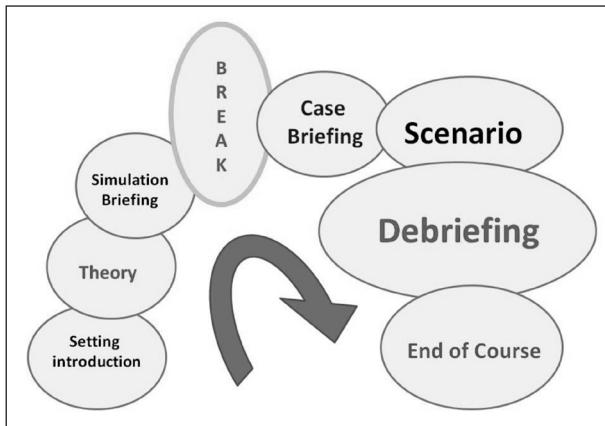 Setting
introduction
Theory
Simulation
Briefing
B
R
E
A
K
Case
Briefing
Scenario
Debriefing
End of Course